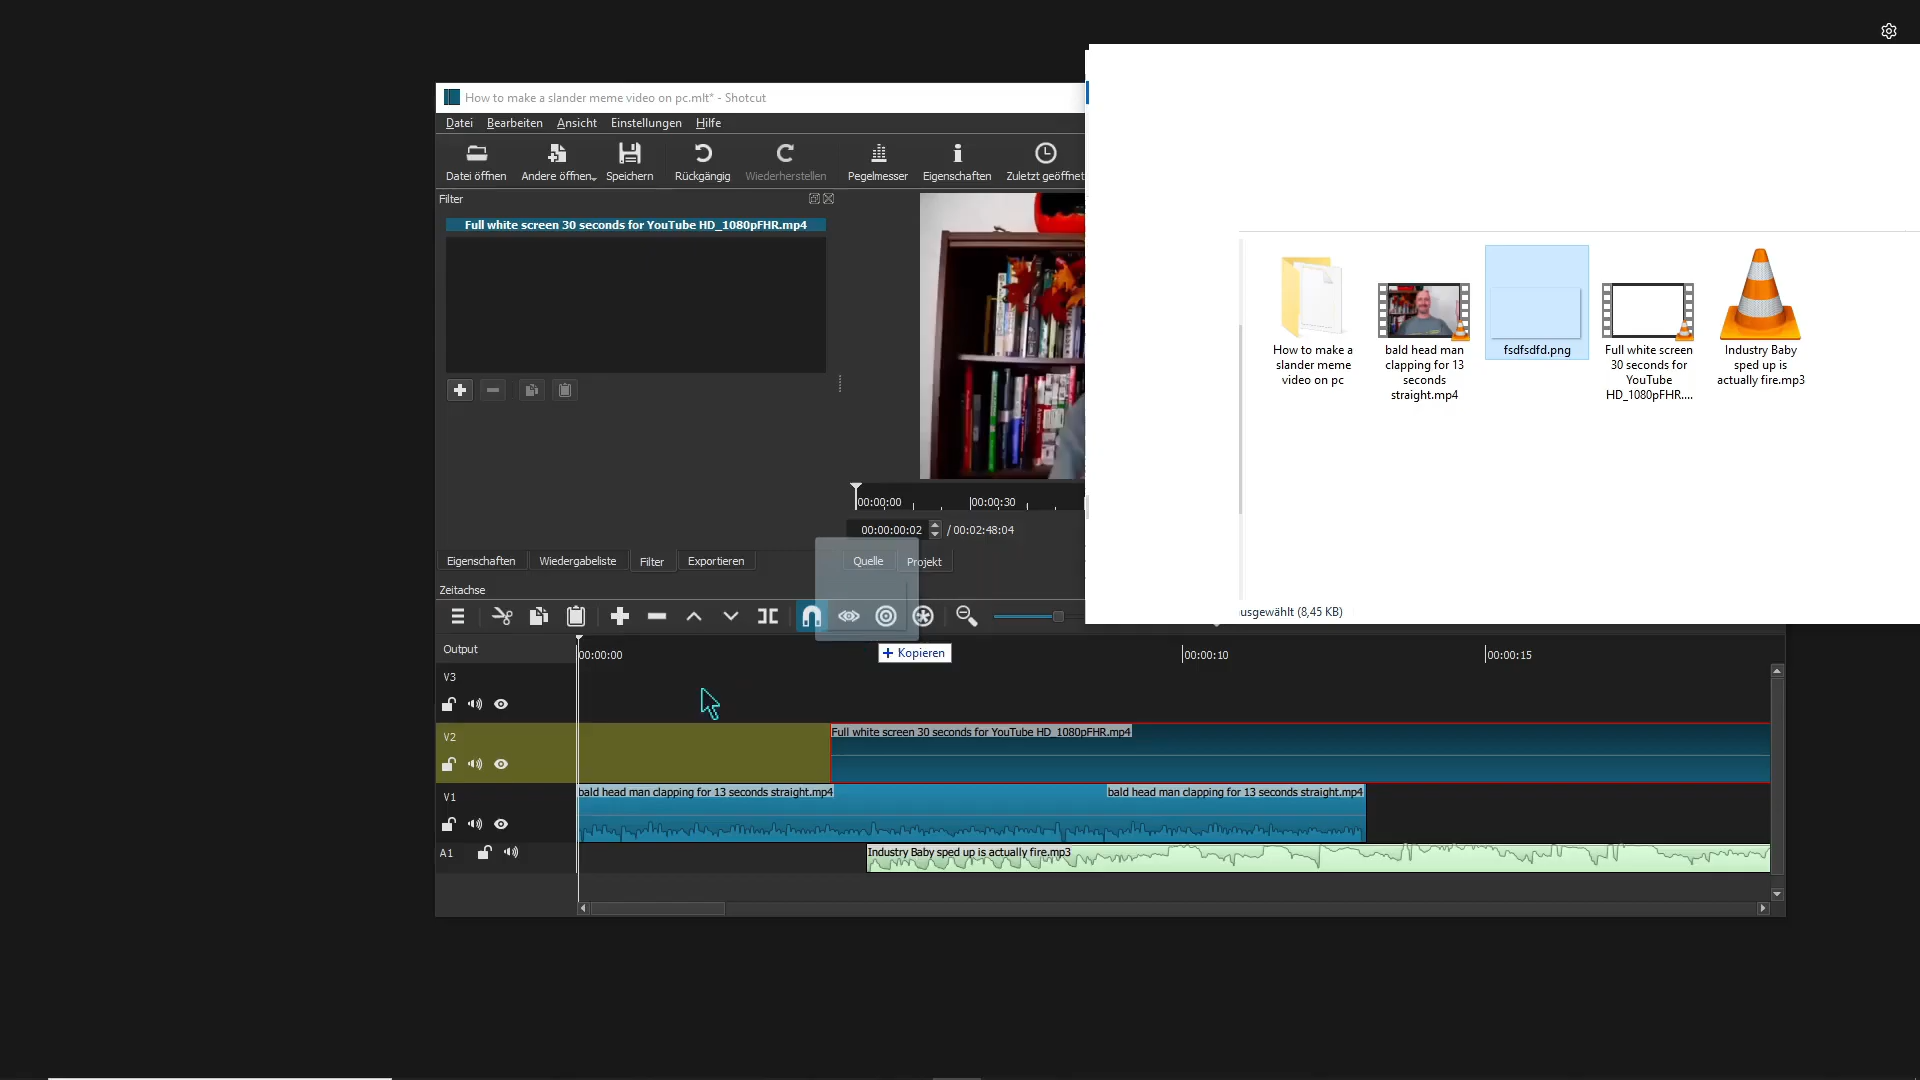 How to make a slander meme video on pc.mlt* - Shotcut
Datei Bearbeiten Ansicht Einstellungen Hilfe
Datei öffnen Andere öffnen Speichern Rückgängig Wiederherstellen Pegelmesser Eigenschaften Zuletzt geöffnet
Filter
Full white screen 30 seconds for YouTube HD_1080pFHR.mp4
How to make a
slander meme
video on pc
bald head man
clapping for 13
seconds
straight.mp4
fsdfsdfd.png
Full white screen
30 seconds for
YouTube
HD_1080pFHR....
Industry Baby
sped up is
actually fire.mp3
00:00:00 00:00:30
00:00:00:02 / 00:02:48:04
Eigenschaften Wiedergabeliste Filter Exportieren Quelle Projekt
usgewählt (8,45 KB)
Zeitachse
+ Kopieren
Output 00:00:00 00:00:10 00:00:15
V3
V2
Full white screen 30 seconds for YouTube HD_1080pFHR.mp4
V1
bald head man clapping for 13 seconds straight.mp4 bald head man clapping for 13 seconds straight.mp4
A1
Industry Baby sped up is actually fire.mp3